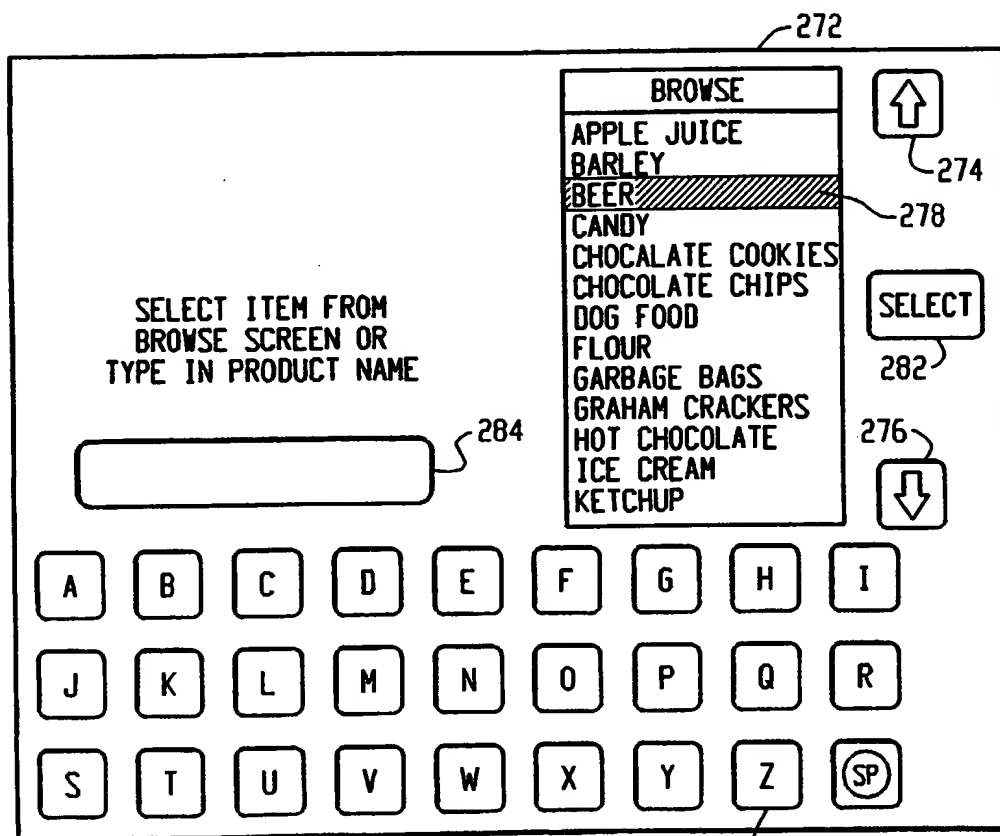 272
BROWSE
APPLE JUICE
BARLEY
BEER
CANDY
CHOCALATE COOKIES
CHOCOLATE CHIPS
DOG FOOD
FLOUR
GARBAGE BAGS
GRAHAM CRACKERS
HOT CHOCOLATE
ICE CREAM
KETCHUP
274
278
SELECT
282
276
SELECT ITEM FROM
BROWSE SCREEN OR
TYPE IN PRODUCT NAME
284
A B C D E F G H I
J K L M N O P Q R
S T U V W X Y Z SP